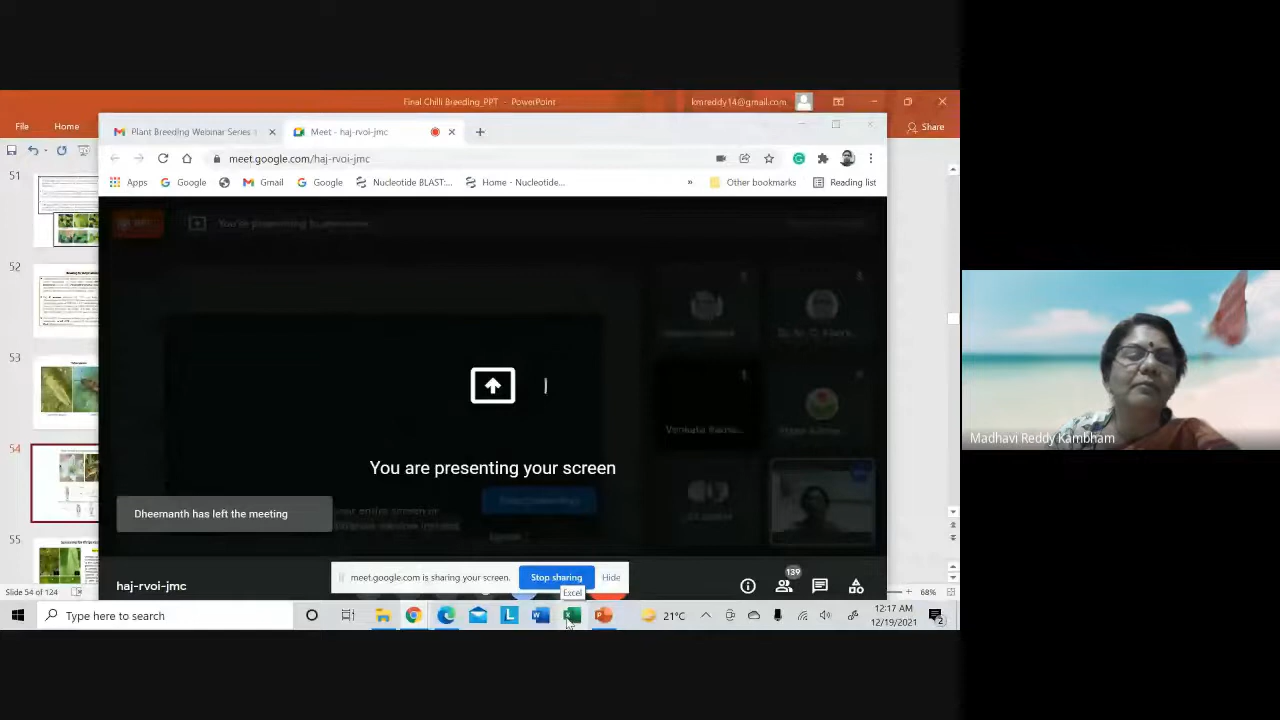 Final Chilli Breeding_PPT - PowerPoint
kmreddy14@gmail.com
File
Home
Share
Plant Breeding Webinar Series
Meet - haj-rvoi-jmc
meet.google.com/haj-rvoi-jmc
Apps
Google
Gmail
Google
Nucleotide BLAST:...
Home - Nucleotide...
»
Other bookmarks
Reading list
51
52
53
54
55
You are presenting your screen
Dheemanth has left the meeting
haj-rvoi-jmc
meet.google.com is sharing your screen.
Stop sharing
Hide
Excel
139
Slide 54 of 124
68%
Type here to search
21°C
12:17 AM
12/19/2021
2
Madhavi Reddy Kambham